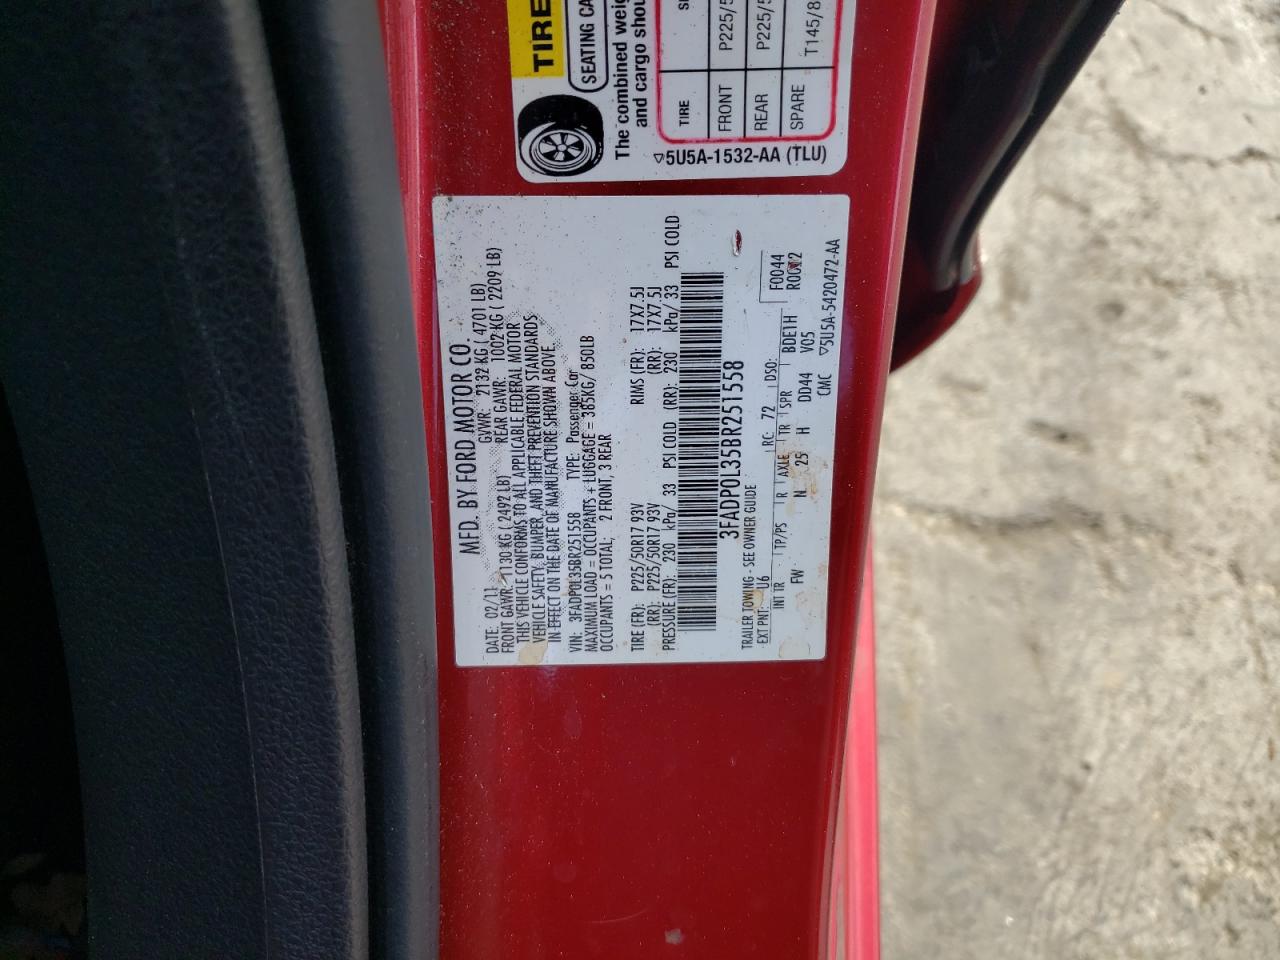 TIRE
SEATING CA
The combined weig
and cargo shou
TIRE
FRONT P225/5
REAR P225/5
SPARE T145/8
▽5U5A-1532-AA (TLU)
MFD. BY FORD MOTOR CO.
DATE: 02/11 GVWR: 2132 KG ( 4701 LB)
FRONT GAWR: 1130 KG ( 2492 LB) REAR GAWR: 1002 KG ( 2209 LB)
THIS VEHICLE CONFORMS TO ALL APPLICABLE FEDERAL MOTOR
VEHICLE SAFETY, BUMPER, AND THEFT PREVENTION STANDARDS
IN EFFECT ON THE DATE OF MANUFACTURE SHOWN ABOVE.
VIN: 3FADP0L35BR251558 TYPE: Passenger Car
MAXIMUM LOAD = OCCUPANTS + LUGGAGE = 385KG/ 850LB
OCCUPANTS = 5 TOTAL; 2 FRONT, 3 REAR
TIRE (FR): P225/50R17 93V RIMS (FR): 17X7.5J
(RR): P225/50R17 93V (RR): 17X7.5J
PRESSURE (FR): 230 kPa/ 33 PSI COLD (RR): 230 kPa/ 33 PSI COLD
3FADP0L35BR251558
TRAILER TOWING - SEE OWNER GUIDE
F0044
EXT PNT: U6 RC: 72 DSO: R0012
INT TR TP/PS R AXLE TR SPR BDE1H
FW N 25 H DD44 V05
CMC ▽5U5A-5420472-AA